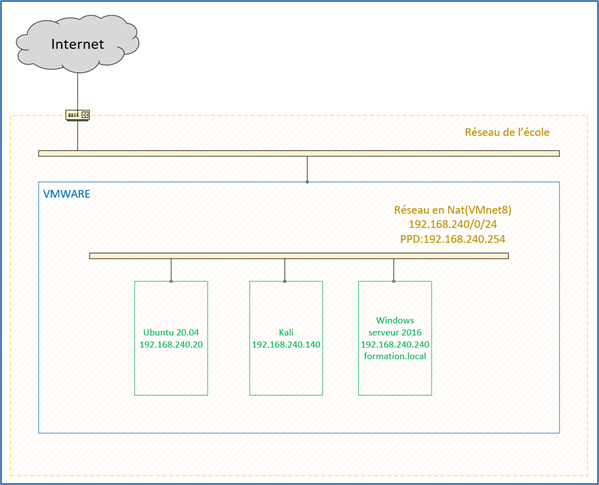 Internet
Réseau de l'école
VMWARE
Réseau en Nat(VMnet8)
192.168.240/0/24
PPD:192.168.240.254
Ubuntu 20.04
192.168.240.20
Kali
192.168.240.140
Windows
serveur 2016
192.168.240.240
formation.local